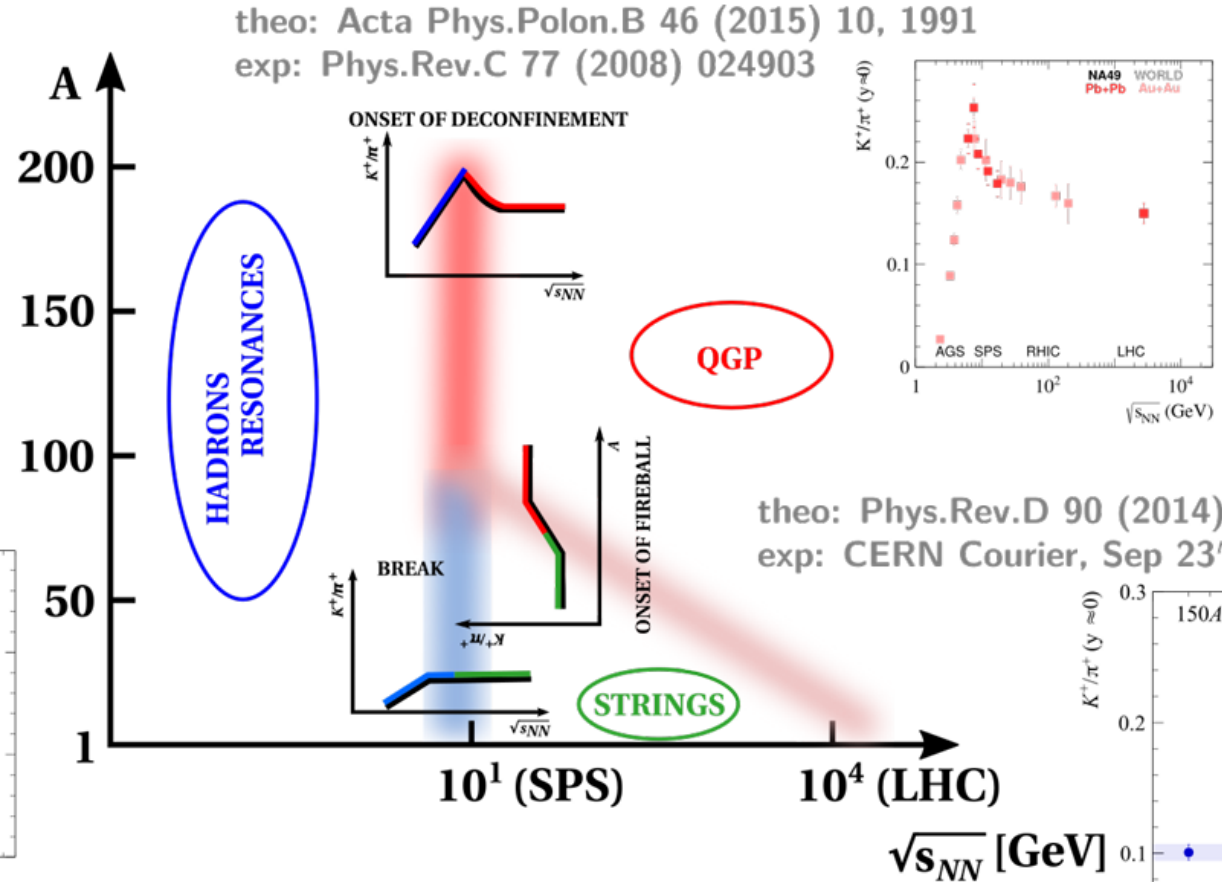 theo: Acta Phys.Polon.B 46 (2015) 10, 1991
exp: Phys.Rev.C 77 (2008) 024903
A
200
150
100
50
1
ONSET OF DECONFINEMENT
K⁺/π⁺
√sNN
HADRONS
RESONANCES
QGP
A
ONSET OF FIREBALL
K⁺/π⁺
BREAK
K⁺/π⁺
√sNN
STRINGS
10¹ (SPS)
10⁴ (LHC)
√sNN [GeV]
K⁺/π⁺ (y≈0)
NA49 WORLD
Pb+Pb Au+Au
0.2
0.1
0
AGS SPS RHIC LHC
1 10² 10⁴
√sNN (GeV)
theo: Phys.Rev.D 90 (2014)
exp: CERN Courier, Sep 23'
K⁺/π⁺ (y ≈0)
0.3
150A
0.2
0.1